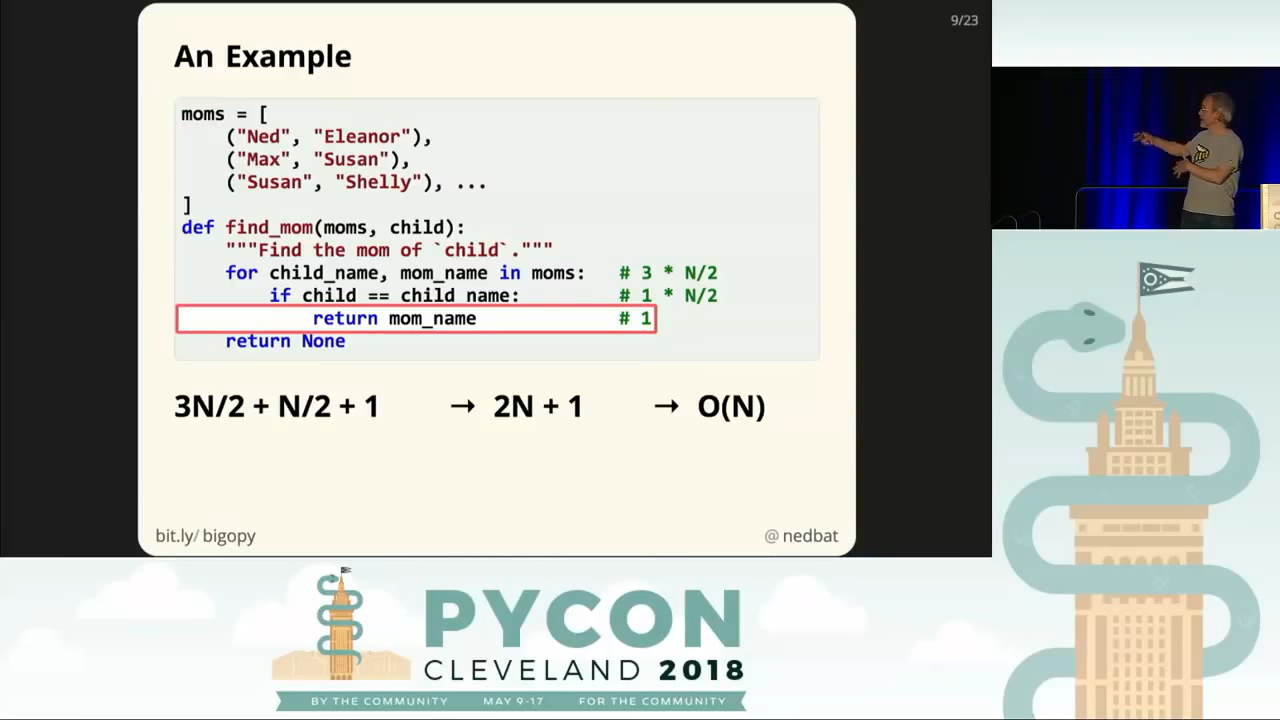 9/23
An Example
moms = [
("Ned", "Eleanor"),
("Max", "Susan"),
("Susan", "Shelly"), ...
]
def find_mom(moms, child):
"""Find the mom of `child`."""
for child_name, mom_name in moms: # 3 * N/2
if child == child_name: # 1 * N/2
return mom_name # 1
return None
3N/2 + N/2 + 1 → 2N + 1 → O(N)
bit.ly/bigopy @nedbat
PYCON
CLEVELAND 2018
BY THE COMMUNITY MAY 9-17 FOR THE COMMUNITY